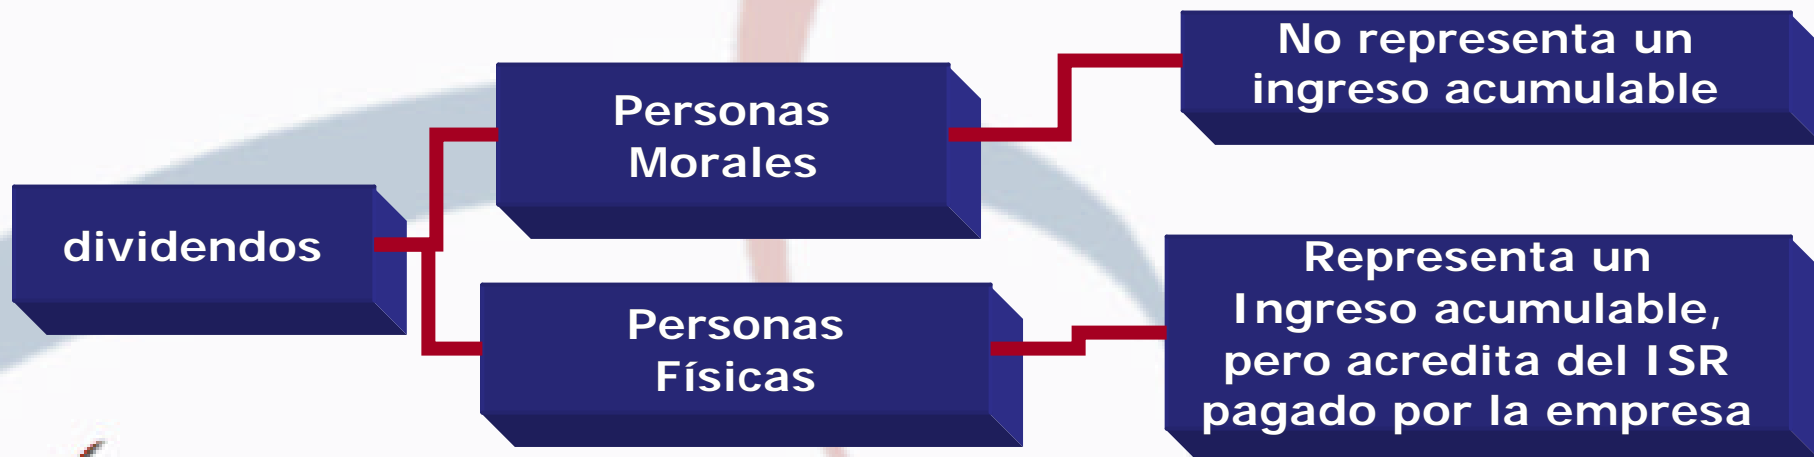 dividendos
Personas
Morales
No representa un
ingreso acumulable
Personas
Físicas
Representa un
Ingreso acumulable,
pero acredita del ISR
pagado por la empresa